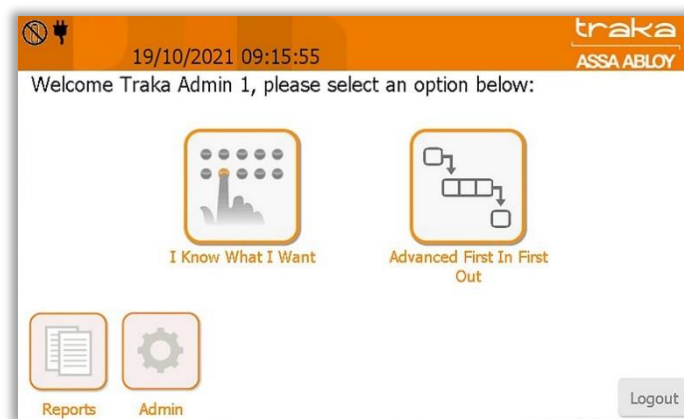 19/10/2021 09:15:55
traka
ASSA ABLOY
Welcome Traka Admin 1, please select an option below:
I Know What I Want
Advanced First In First
Out
Reports
Admin
Logout